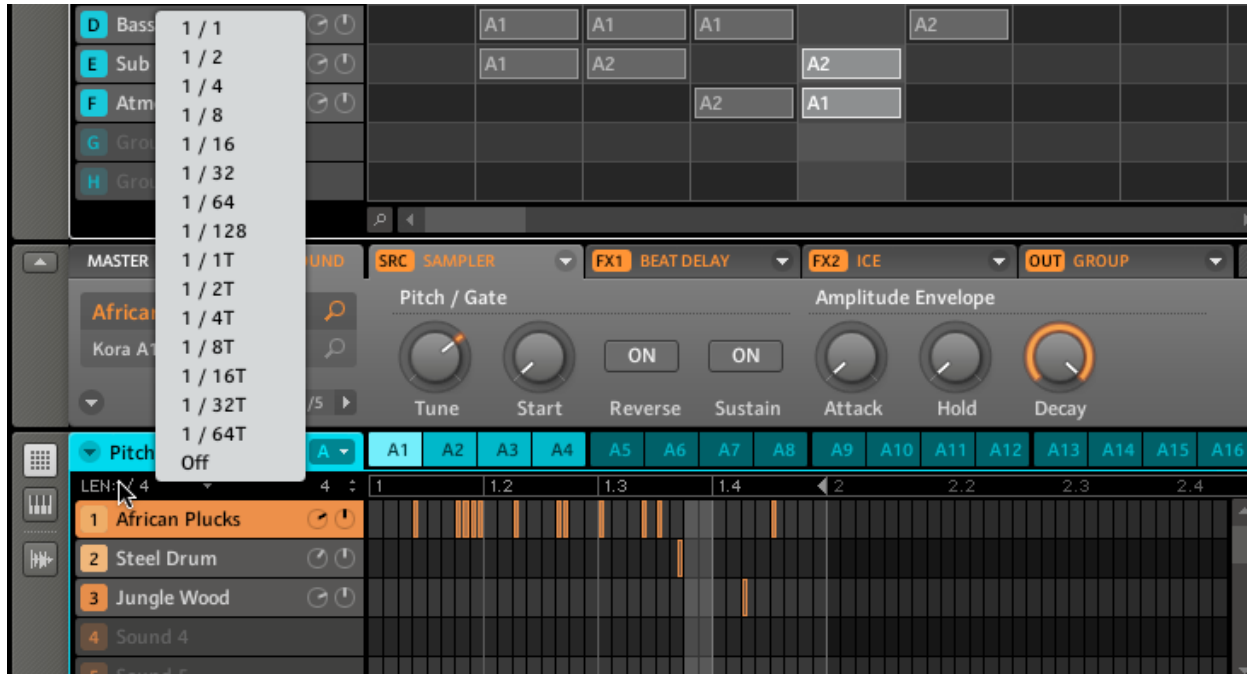 D Bass A1 A1 A1 A2
E Sub A1 A2 A2
F Atm A2 A1
G Gro
H Gro
1 / 1
1 / 2
1 / 4
1 / 8
1 / 16
1 / 32
1 / 64
1 / 128
1 / 1T
1 / 2T
1 / 4T
1 / 8T
1 / 16T
1 / 32T
1 / 64T
Off
MASTER OUND SRC SAMPLER FX1 BEAT DELAY FX2 ICE OUT GROUP
Pitch / Gate Amplitude Envelope
African
Kora A1 ON ON
/5 Tune Start Reverse Sustain Attack Hold Decay
Pitch A A1 A2 A3 A4 A5 A6 A7 A8 A9 A10 A11 A12 A13 A14 A15 A16
LEN: / 4 4 1 1.2 1.3 1.4 2 2.2 2.3 2.4
1 African Plucks
2 Steel Drum
3 Jungle Wood
4 Sound 4